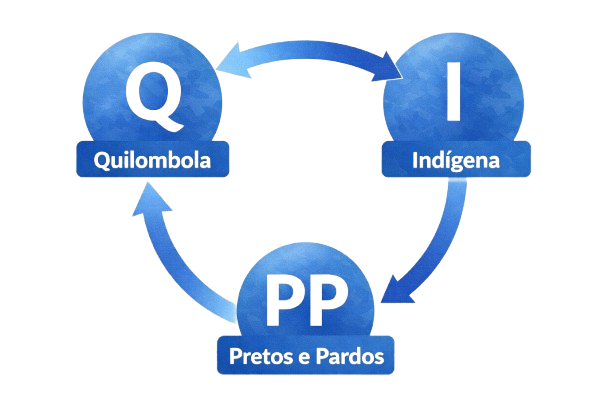 Q
Quilombola
I
Indígena
PP
Pretos e Pardos